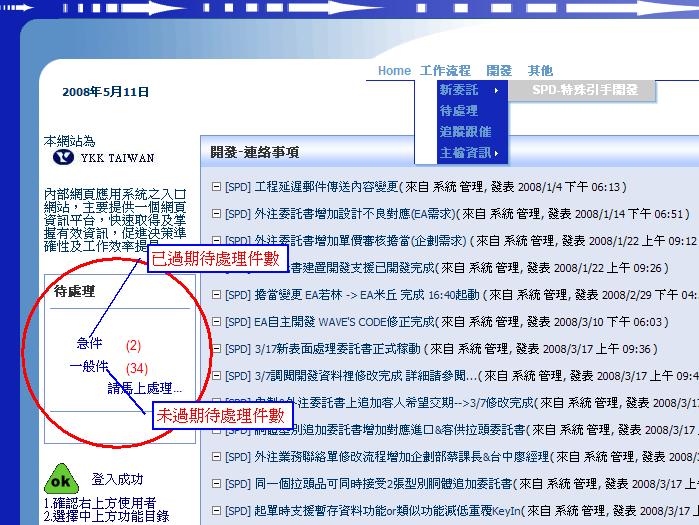 Home 工作流程 開發 其他
2008年5月11日
新委託
SPD-特殊引手開發
待處理
追蹤跟催
主檔資訊
本網站為
YKK TAIWAN
內部網頁應用系統之入口
網站，主要提供一個網頁
資訊平台，快速取得及掌
握有效資訊，促進決策準
確性及工作效率提
已過期待處理件數
待處理
急件 (2)
一般件 (34)
請馬上處理...
未過期待處理件數
ok 登入成功
1.確認右上方使用者
2.選擇中上方功能目錄
開發-連絡事項
[SPD] 工程延遲郵件傳送內容變更( 來自 系統 管理, 發表 2008/1/4 下午 06:13 )
[SPD] 外注委託書增加設計不良對應(EA需求)( 來自 系統 管理, 發表 2008/1/14 下午 06:51 )
[SPD] 外注委託書增加單價審核擔當(企劃需求) ( 來自 系統 管理, 發表 2008/1/22 上午 09:12
書建置開發支援已開發完成( 來自 系統 管理, 發表 2008/1/22 上午 09:26 )
[SPD] 擔當變更 EA若林 -> EA米丘 完成 16:40起動 ( 來自 系統 管理, 發表 2008/2/29 下午 04:
[SPD] EA自主開發 WAVE'S CODE修正完成( 來自 系統 管理, 發表 2008/3/10 下午 06:03 )
[SPD] 3/17新表面處理委託書正式稼動 ( 來自 系統 管理, 發表 2008/3/17 上午 09:36 )
[SPD] 3/7調閱開發資料裡修改完成 詳細請參閱...( 來自 系統 管理, 發表 2008/3/17 上午 09:4
外注委託書上追加客人希望交期-->3/7修改完成( 來自 系統 管理, 發表 2008/3/17
胴體型別追加委託書增加對應進口&客供拉頭委託書( 來自 系統 管理, 發表 2008/3/17
[SPD] 外注業務聯絡單修改流程增加企劃部蔡課長&台中廖經理( 來自 系統 管理, 發表 2008/3/
[SPD] 同一個拉頭品可同時接受2張型別胴體追加委託書( 來自 系統 管理, 發表 2008/3/17 上午
[SPD] 起單時支援暫存資料功能or類似功能減低重覆KeyIn( 來自 系統 管理, 發表 2008/3/17